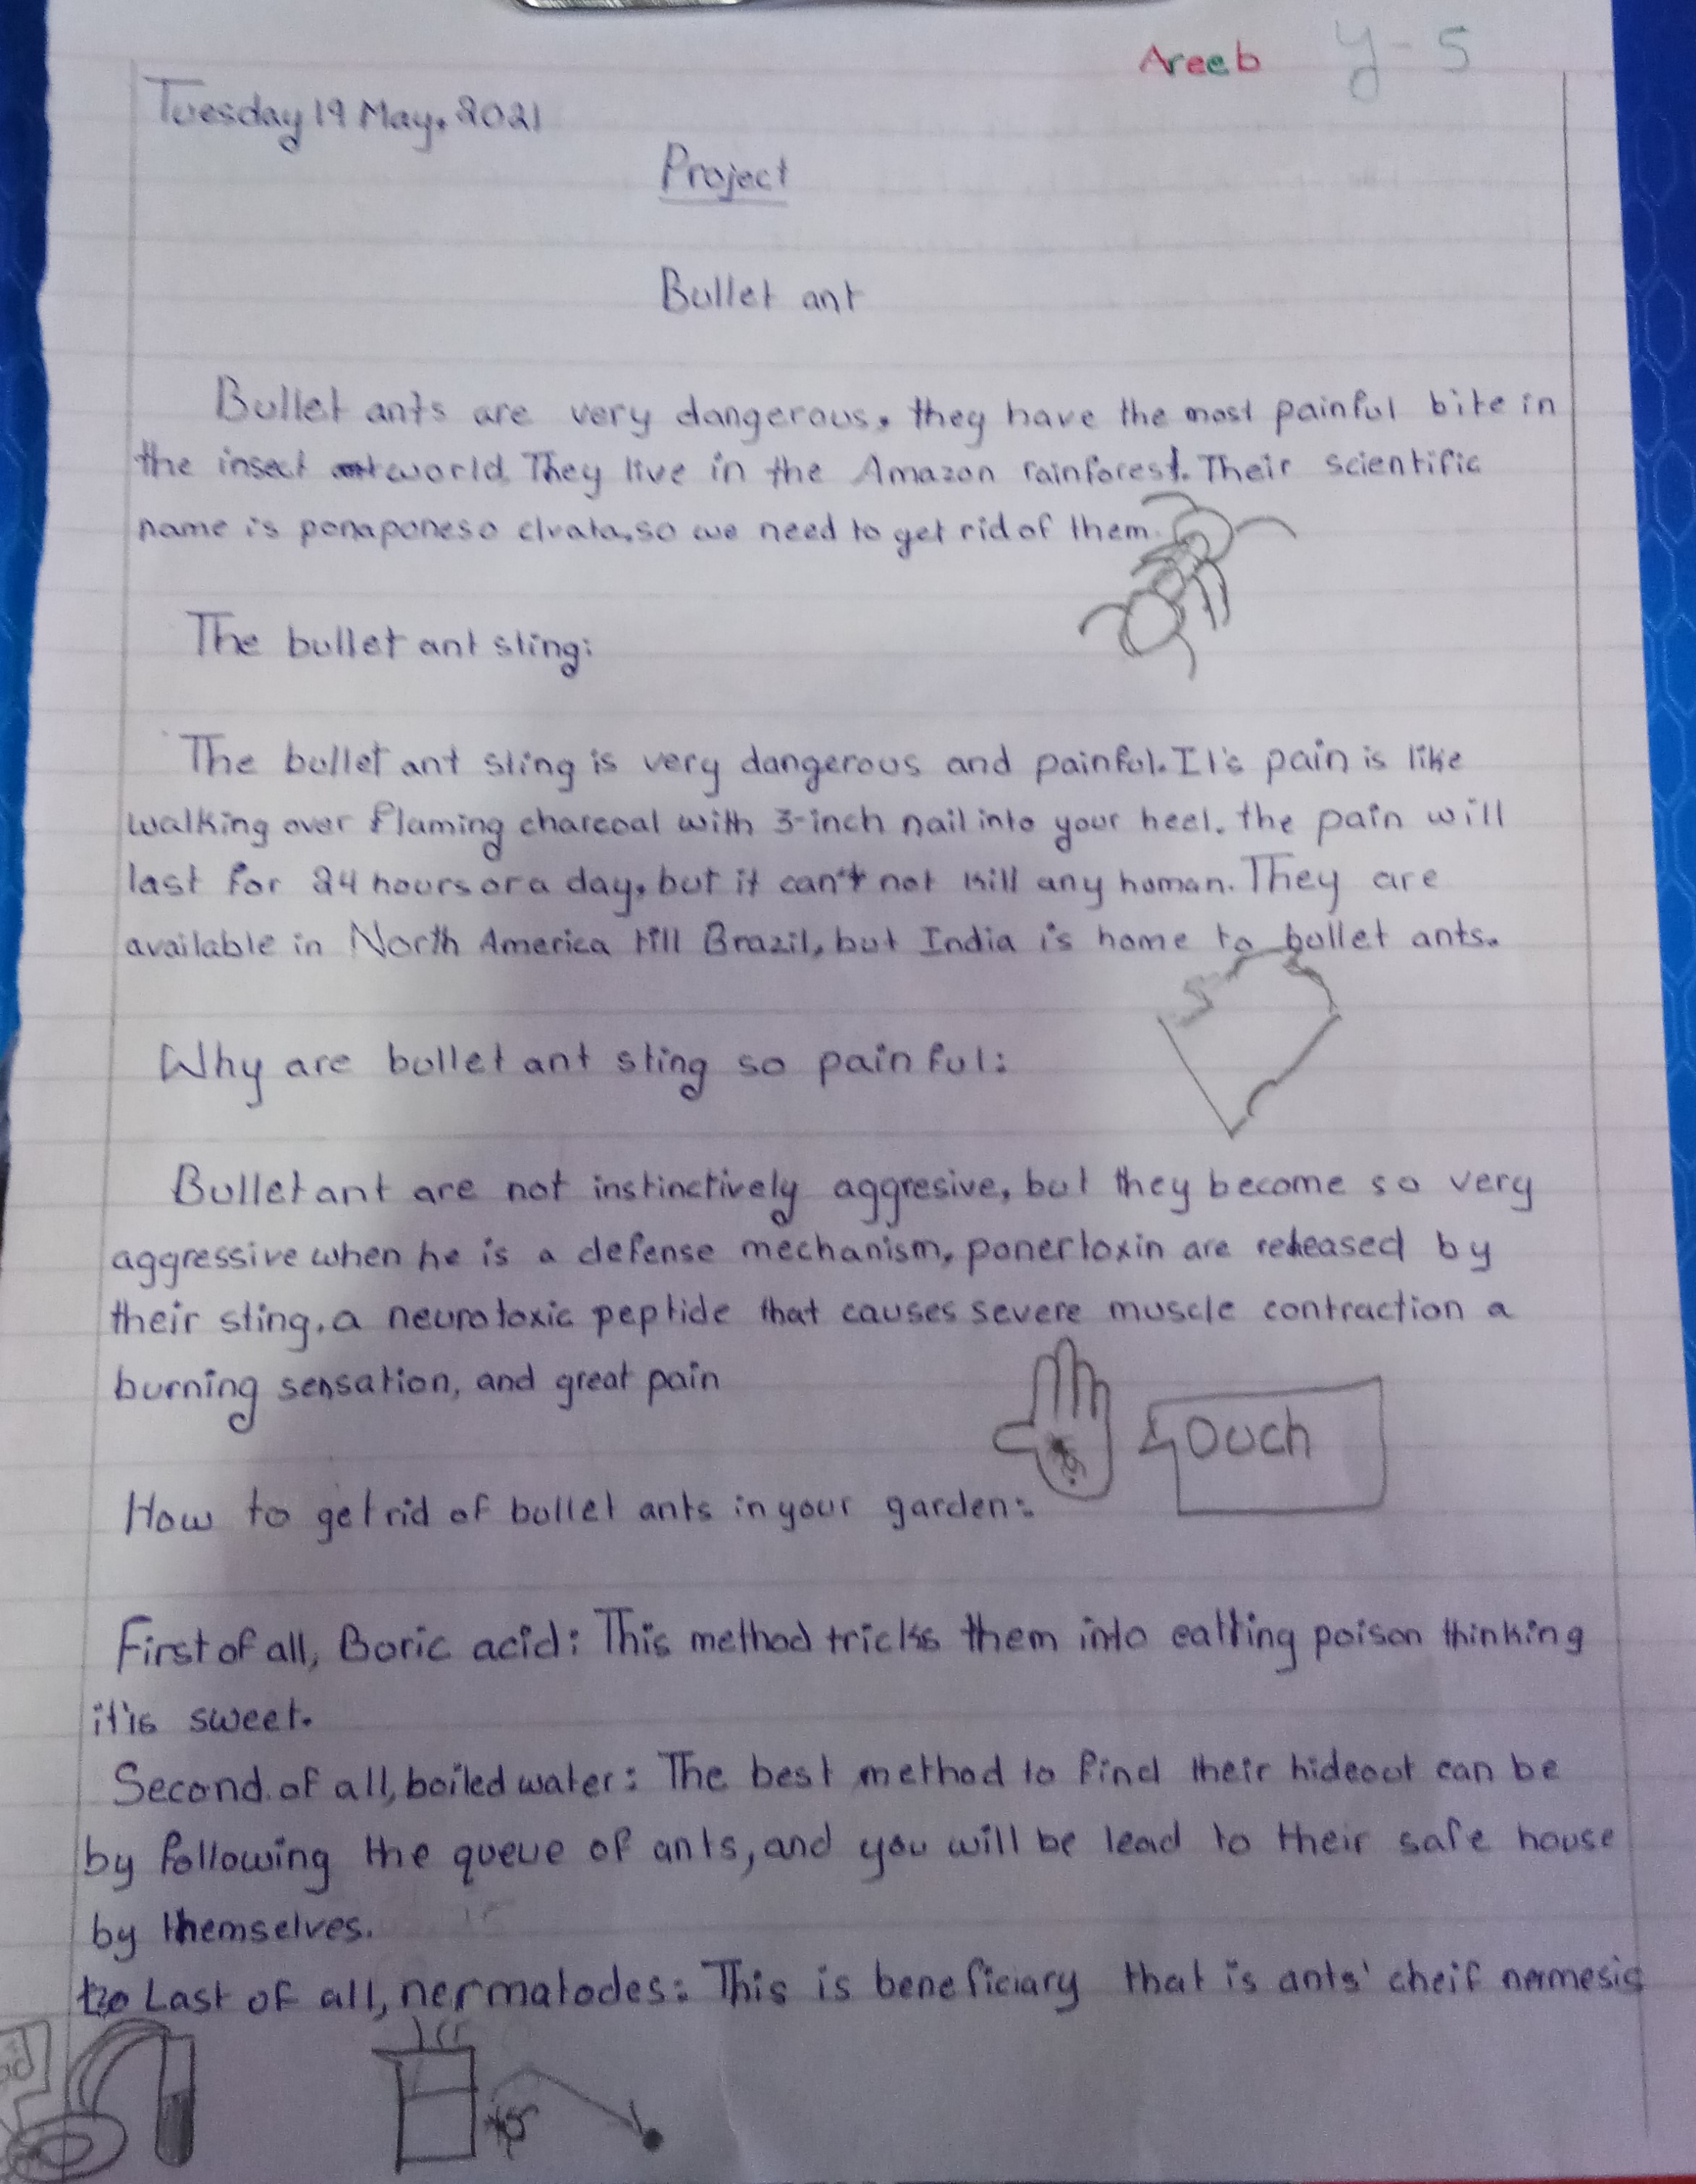 Areeb y-5
Tuesday 19 May, 2021
Project
Bullet ant
Bullet ants are very dangerous, they have the most painful bite in
the insect world. They live in the Amazon rainforest. Their scientific
name is ponaponeso clvata, so we need to get rid of them.
The bullet ant sting:
The bullet ant sting is very dangerous and painful. It's pain is like
walking over flaming charcoal with 3-inch nail into your heel. the pain will
last for 24 hours or a day, but it can't not kill any human. They are
available in North America till Brazil, but India is home to bullet ants.
Why are bullet ant sting so painful:
Bullet ant are not instinctively aggresive, but they become so very
aggressive when he is a defense mechanism, ponertoxin are released by
their sting, a neurotoxic peptide that causes severe muscle contraction a
burning sensation, and great pain
Ouch
How to get rid of bullet ants in your garden:
First of all, Boric acid: This method tricks them into eatting poison thinking
it'is sweet.
Second of all, boiled water: The best method to find their hideout can be
by following the queue of ants, and you will be lead to their safe house
by themselves.
Last of all, nermatodes: This is beneficiary that is ants' cheif nemesis